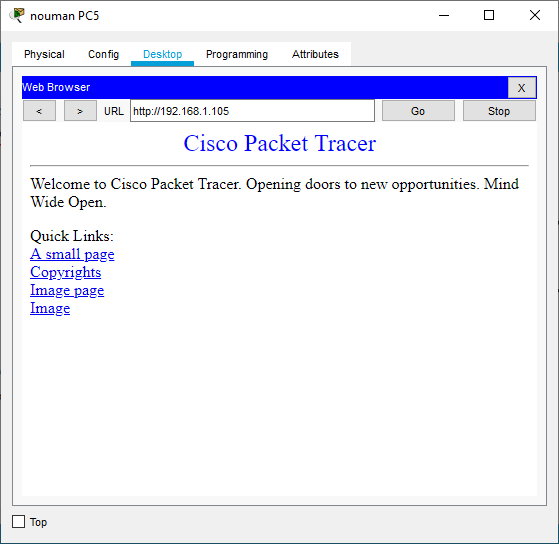 nouman PC5
Physical Config Desktop Programming Attributes
Web Browser X
< > URL http://192.168.1.105 Go Stop
Cisco Packet Tracer
Welcome to Cisco Packet Tracer. Opening doors to new opportunities. Mind
Wide Open.
Quick Links:
A small page
Copyrights
Image page
Image
Top